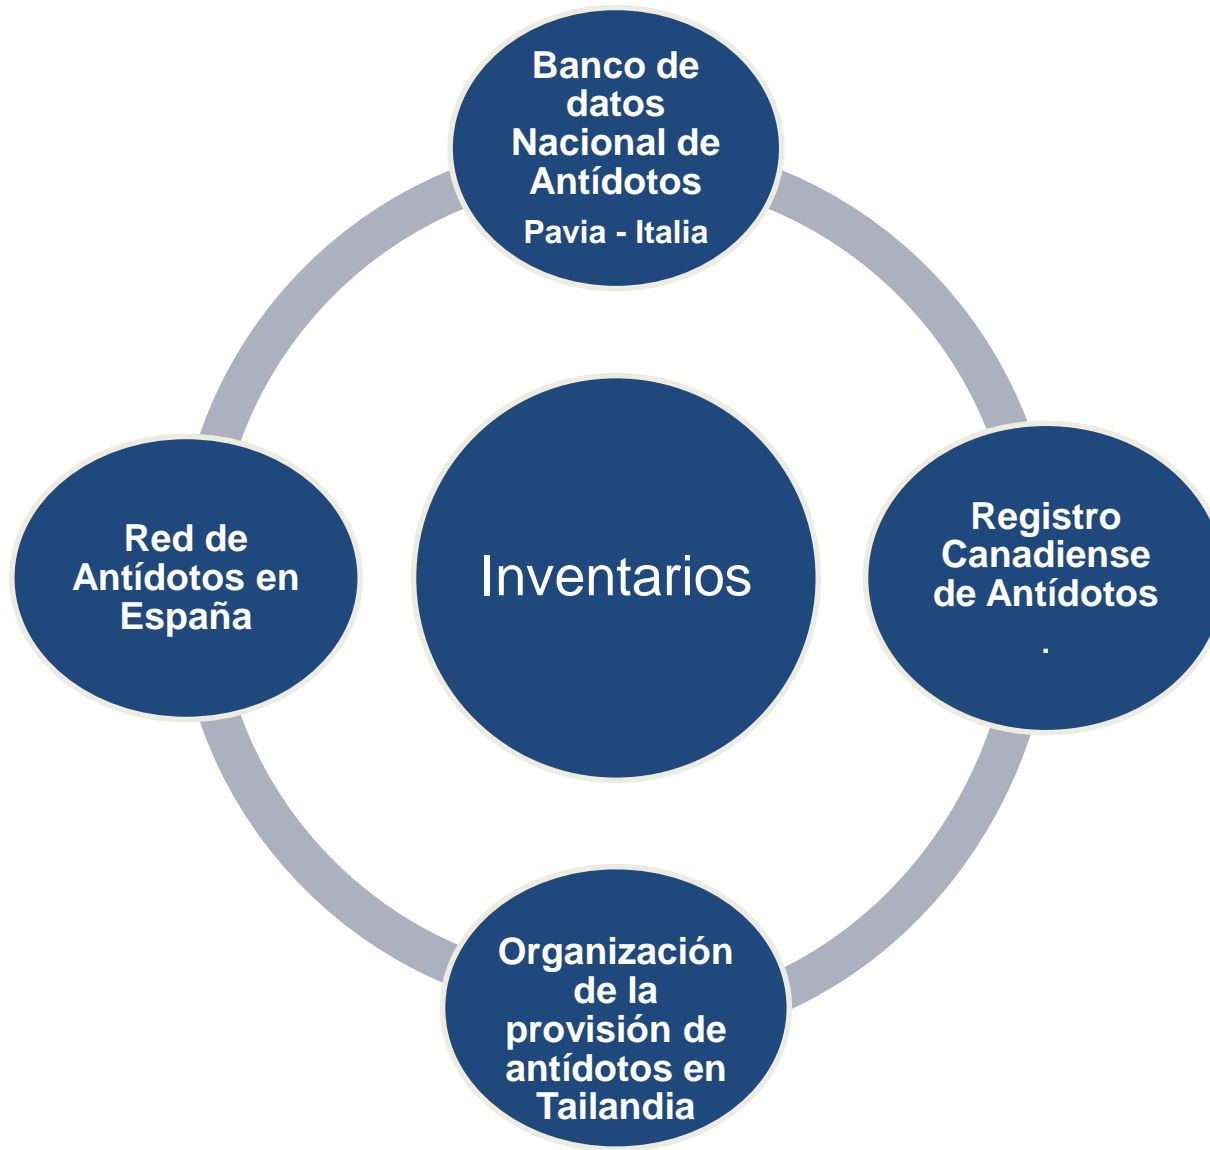 Banco de
datos
Nacional de
Antídotos
Pavia - Italia
Red de
Antídotos en
España
Inventarios
Registro
Canadiense
de Antídotos
.
Organización
de la
provisión de
antídotos en
Tailandia